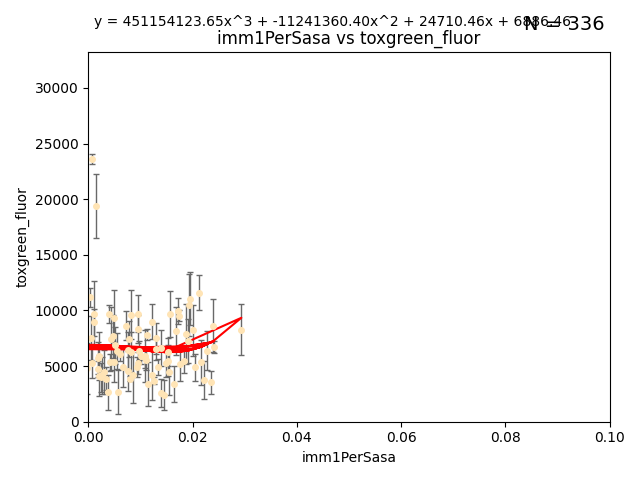 y = 451154123.65x^3 + -11241360.40x^2 + 24710.46x + 6886.46
N = 336
imm1PerSasa vs toxgreen_fluor
30000
25000
20000
15000
10000
5000
0
toxgreen_fluor
0.00 0.02 0.04 0.06 0.08 0.10
imm1PerSasa